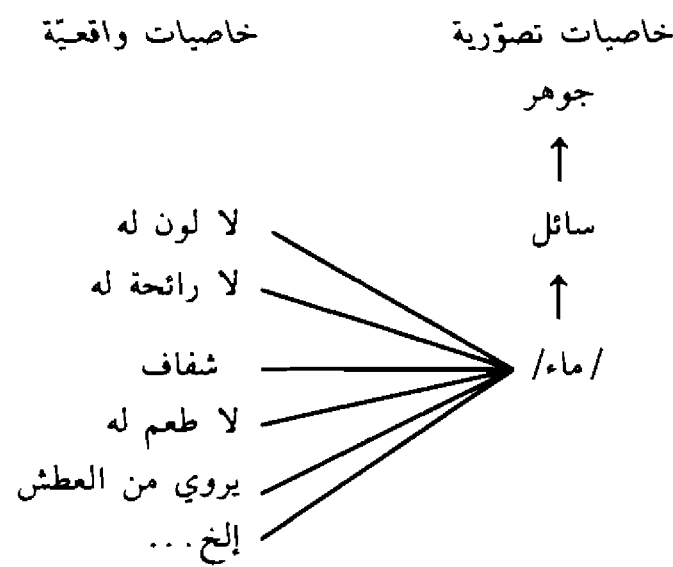 خاصيات تصوّرية
خاصيات واقعيّة
جوهر
↑
سائل
↑
/ماء/
لا لون له
لا رائحة له
شفاف
لا طعم له
يروي من العطش
إلخ...